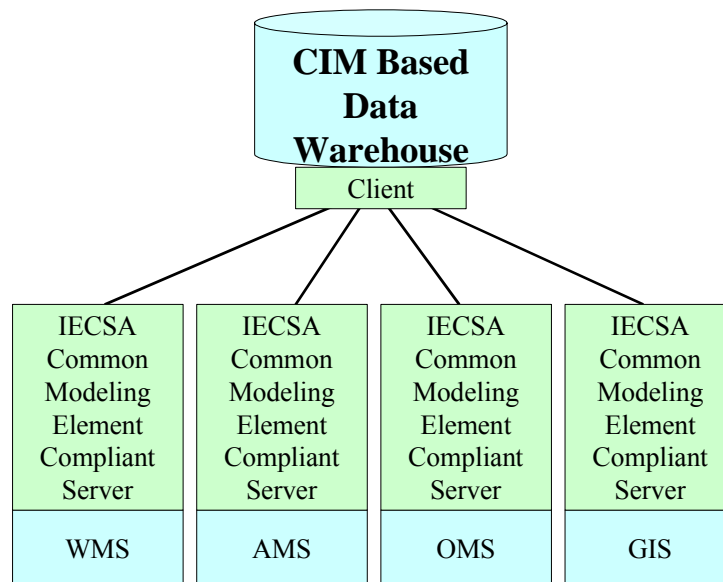 CIM Based
Data
Warehouse
Client
IECSA
Common
Modeling
Element
Compliant
Server
WMS
IECSA
Common
Modeling
Element
Compliant
Server
AMS
IECSA
Common
Modeling
Element
Compliant
Server
OMS
IECSA
Common
Modeling
Element
Compliant
Server
GIS